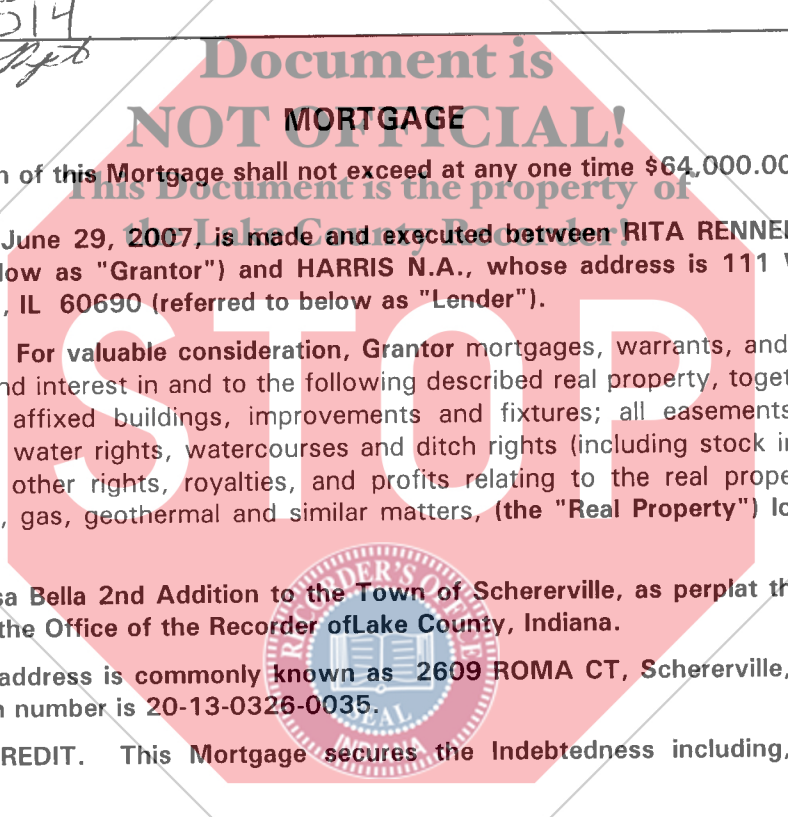 514
Document is
NOT OFFICIAL!
MORTGAGE
n of this Mortgage shall not exceed at any one time $64,000.00
This Document is the property of
the Lake County Recorder!
June 29, 2007, is made and executed between RITA RENNE
low as "Grantor") and HARRIS N.A., whose address is 111
, IL 60690 (referred to below as "Lender").
STOP
For valuable consideration, Grantor mortgages, warrants, and
nd interest in and to the following described real property, toget
affixed buildings, improvements and fixtures; all easements
water rights, watercourses and ditch rights (including stock i
other rights, royalties, and profits relating to the real prope
, gas, geothermal and similar matters, (the "Real Property") lo
sa Bella 2nd Addition to the Town of Schererville, as perplat th
the Office of the Recorder ofLake County, Indiana.
address is commonly known as 2609 ROMA CT, Schererville,
n number is 20-13-0326-0035.
REDIT. This Mortgage secures the Indebtedness including,
RECORDER'S OFFICE
SEAL
INDIANA